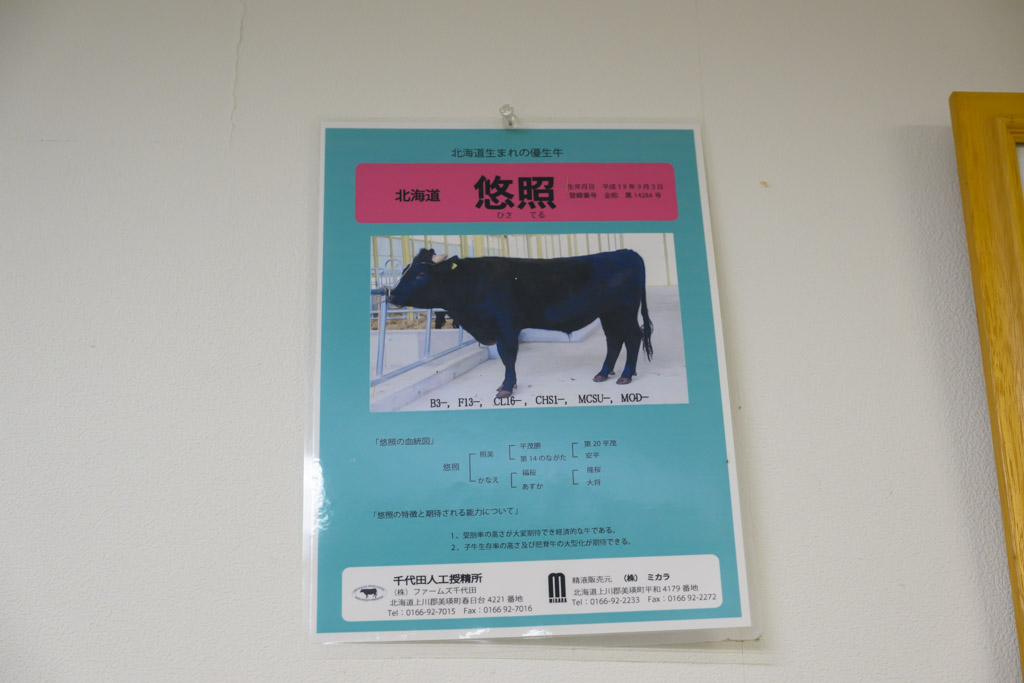 北海道生まれの優生牛
北海道 悠照
ひさ てる
生年月日 平成19年9月3日
登録番号 全和 黒14284号
B3-, F13-, CL16-, CHS1-, MCSU-, MOD-
「悠照の血統図」
悠照
照美
平茂勝
第20平茂
安平
第14のながた
かなえ
福桜
隆桜
大将
あすか
「悠照の特徴と期待される能力について」
1、受胎率の高さが大変期待でき経済的な牛である。
2、子牛生存率の高さ及び肥育牛の大型化が期待できる。
千代田人工授精所
(株)ファームズ千代田
北海道上川郡美瑛町春日台4221番地
Tel:0166-92-7015 Fax:0166 92-7016
MIKARA
精液販売元 (株) ミカラ
北海道上川郡美瑛町平和4179番地
Tel:0166-92-2233 Fax:0166 92-2272